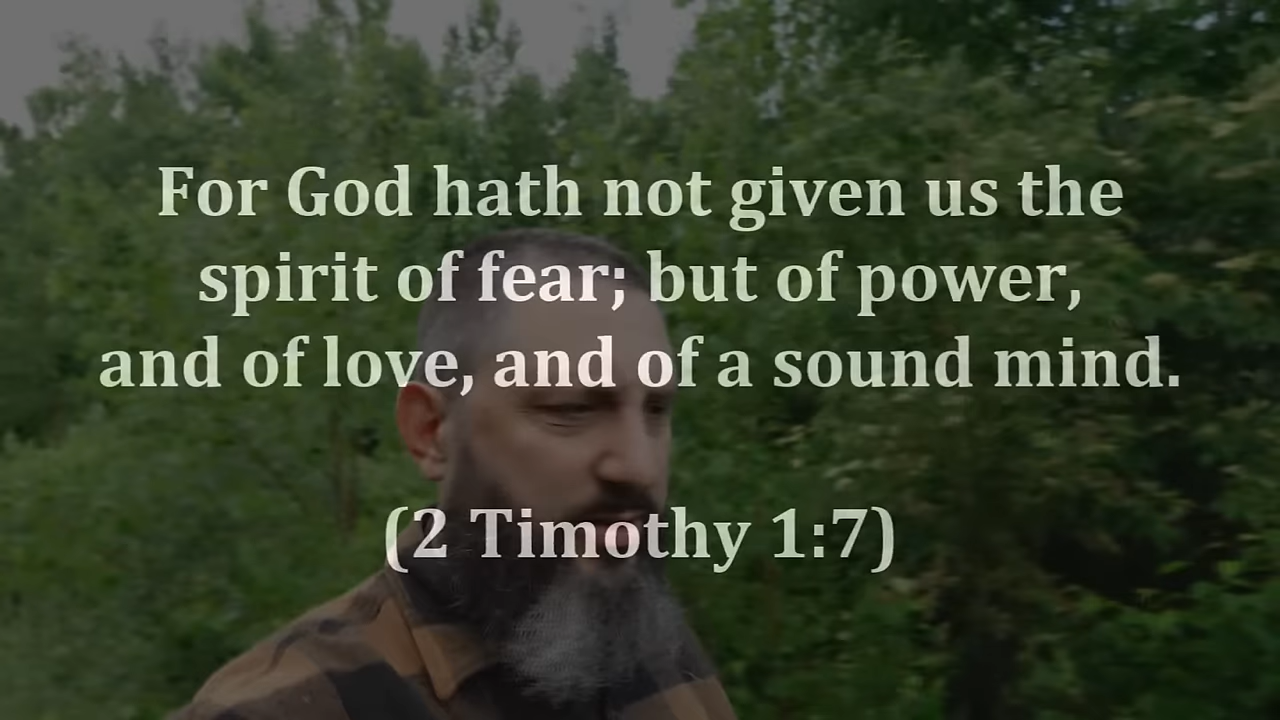 For God hath not given us the
spirit of fear; but of power,
and of love, and of a sound mind.
(2 Timothy 1:7)